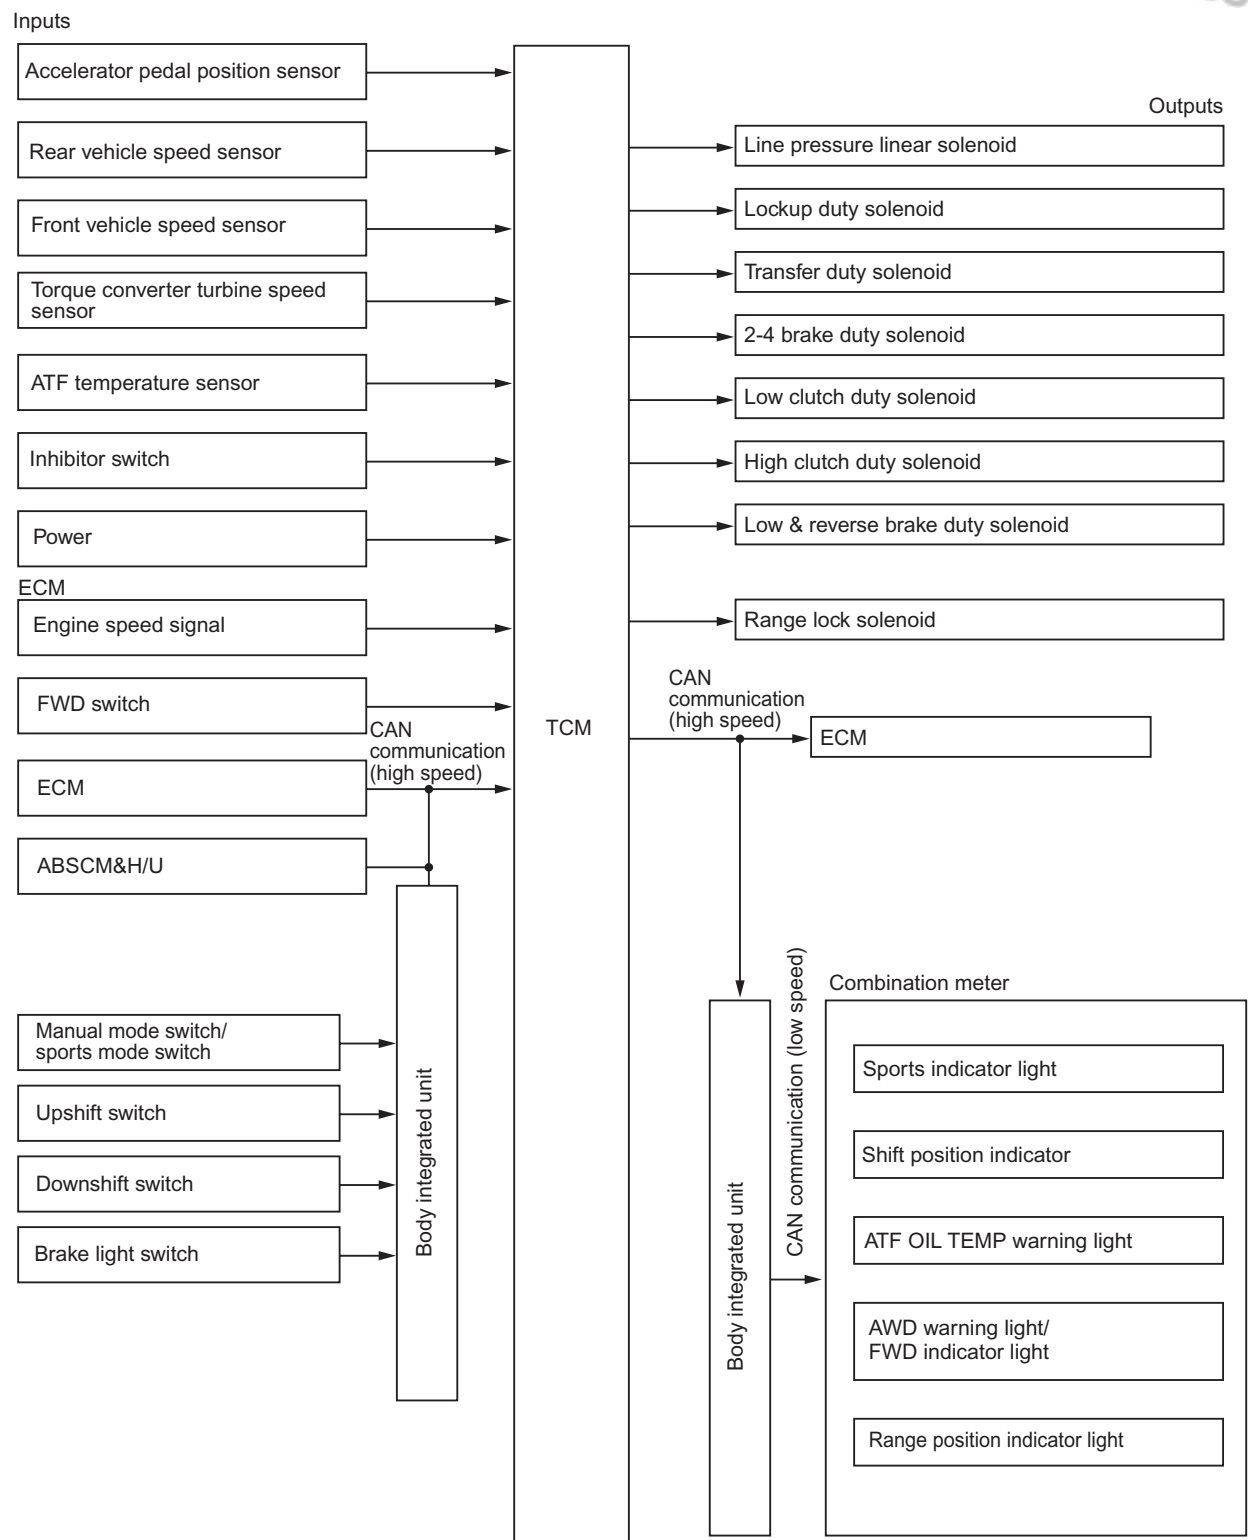 Inputs
Accelerator pedal position sensor
Rear vehicle speed sensor
Front vehicle speed sensor
Torque converter turbine speed
sensor
ATF temperature sensor
Inhibitor switch
Power
ECM
Engine speed signal
FWD switch
CAN
communication
(high speed)
ECM
ABSCM&H/U
Manual mode switch/
sports mode switch
Upshift switch
Downshift switch
Brake light switch
Body integrated unit
TCM
Outputs
Line pressure linear solenoid
Lockup duty solenoid
Transfer duty solenoid
2-4 brake duty solenoid
Low clutch duty solenoid
High clutch duty solenoid
Low & reverse brake duty solenoid
Range lock solenoid
CAN
communication
(high speed)
ECM
Body integrated unit
CAN communication (low speed)
Combination meter
Sports indicator light
Shift position indicator
ATF OIL TEMP warning light
AWD warning light/
FWD indicator light
Range position indicator light